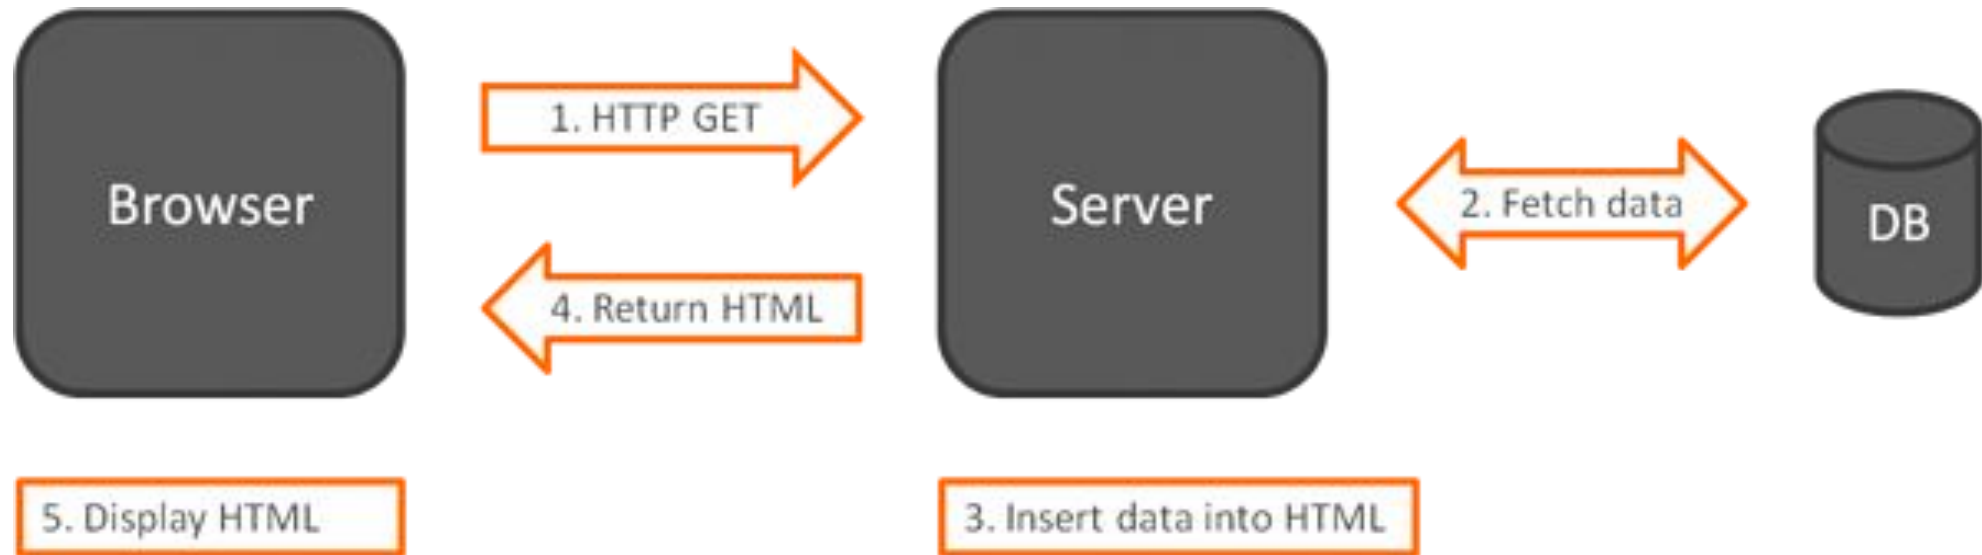 Browser
1. HTTP GET
Server
2. Fetch data
DB
4. Return HTML
5. Display HTML
3. Insert data into HTML